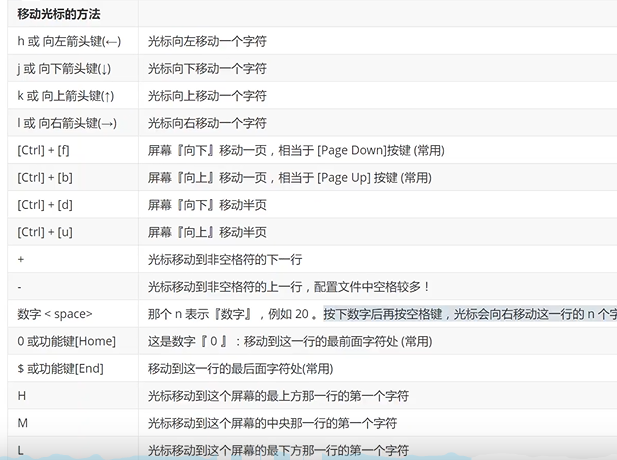 移动光标的方法
h 或 向左箭头键(←) 光标向左移动一个字符
j 或 向下箭头键(↓) 光标向下移动一个字符
k 或 向上箭头键(↑) 光标向上移动一个字符
l 或 向右箭头键(→) 光标向右移动一个字符
[Ctrl] + [f] 屏幕『向下』移动一页，相当于 [Page Down]按键 (常用)
[Ctrl] + [b] 屏幕『向上』移动一页，相当于 [Page Up] 按键 (常用)
[Ctrl] + [d] 屏幕『向下』移动半页
[Ctrl] + [u] 屏幕『向上』移动半页
+ 光标移动到非空格符的下一行
- 光标移动到非空格符的上一行，配置文件中空格较多！
数字 < space> 那个 n 表示『数字』，例如 20 。按下数字后再按空格键，光标会向右移动这一行的 n 个字
0 或功能键[Home] 这是数字『 0 』：移动到这一行的最前面字符处 (常用)
$ 或功能键[End] 移动到这一行的最后面字符处(常用)
H 光标移动到这个屏幕的最上方那一行的第一个字符
M 光标移动到这个屏幕的中央那一行的第一个字符
L 光标移动到这个屏幕的最下方那一行的第一个字符